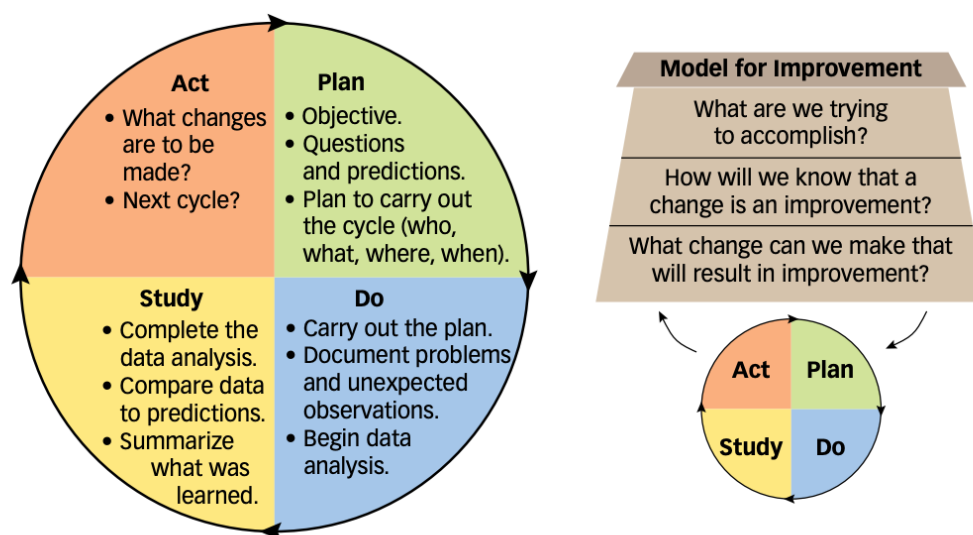 Act
• What changes
are to be
made?
• Next cycle?
Plan
• Objective.
• Questions
and predictions.
• Plan to carry out
the cycle (who,
what, where, when).
Study
• Complete the
data analysis.
• Compare data
to predictions.
• Summarize
what was
learned.
Do
• Carry out the plan.
• Document problems
and unexpected
observations.
• Begin data
analysis.
Model for Improvement
What are we trying
to accomplish?
How will we know that a
change is an improvement?
What change can we make that
will result in improvement?
Act
Plan
Study
Do